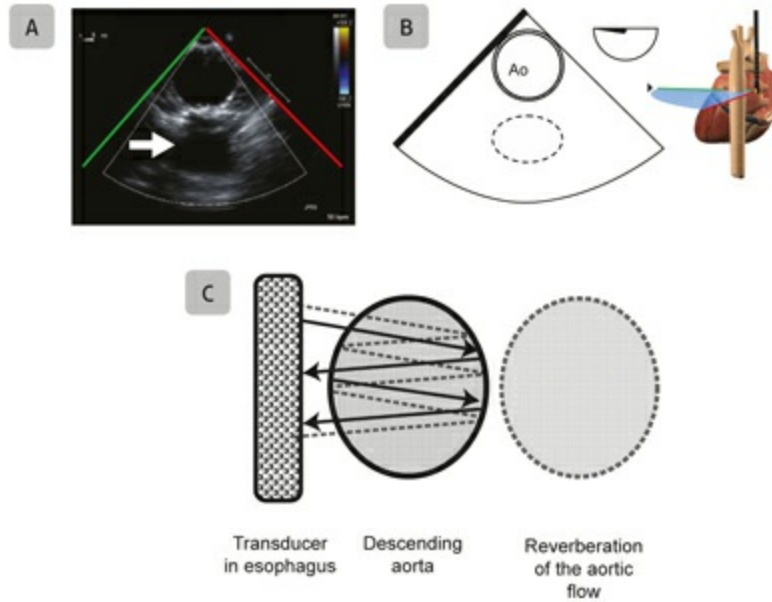 A
B
Ao
C
Transducer
in esophagus
Descending
aorta
Reverberation
of the aortic
flow